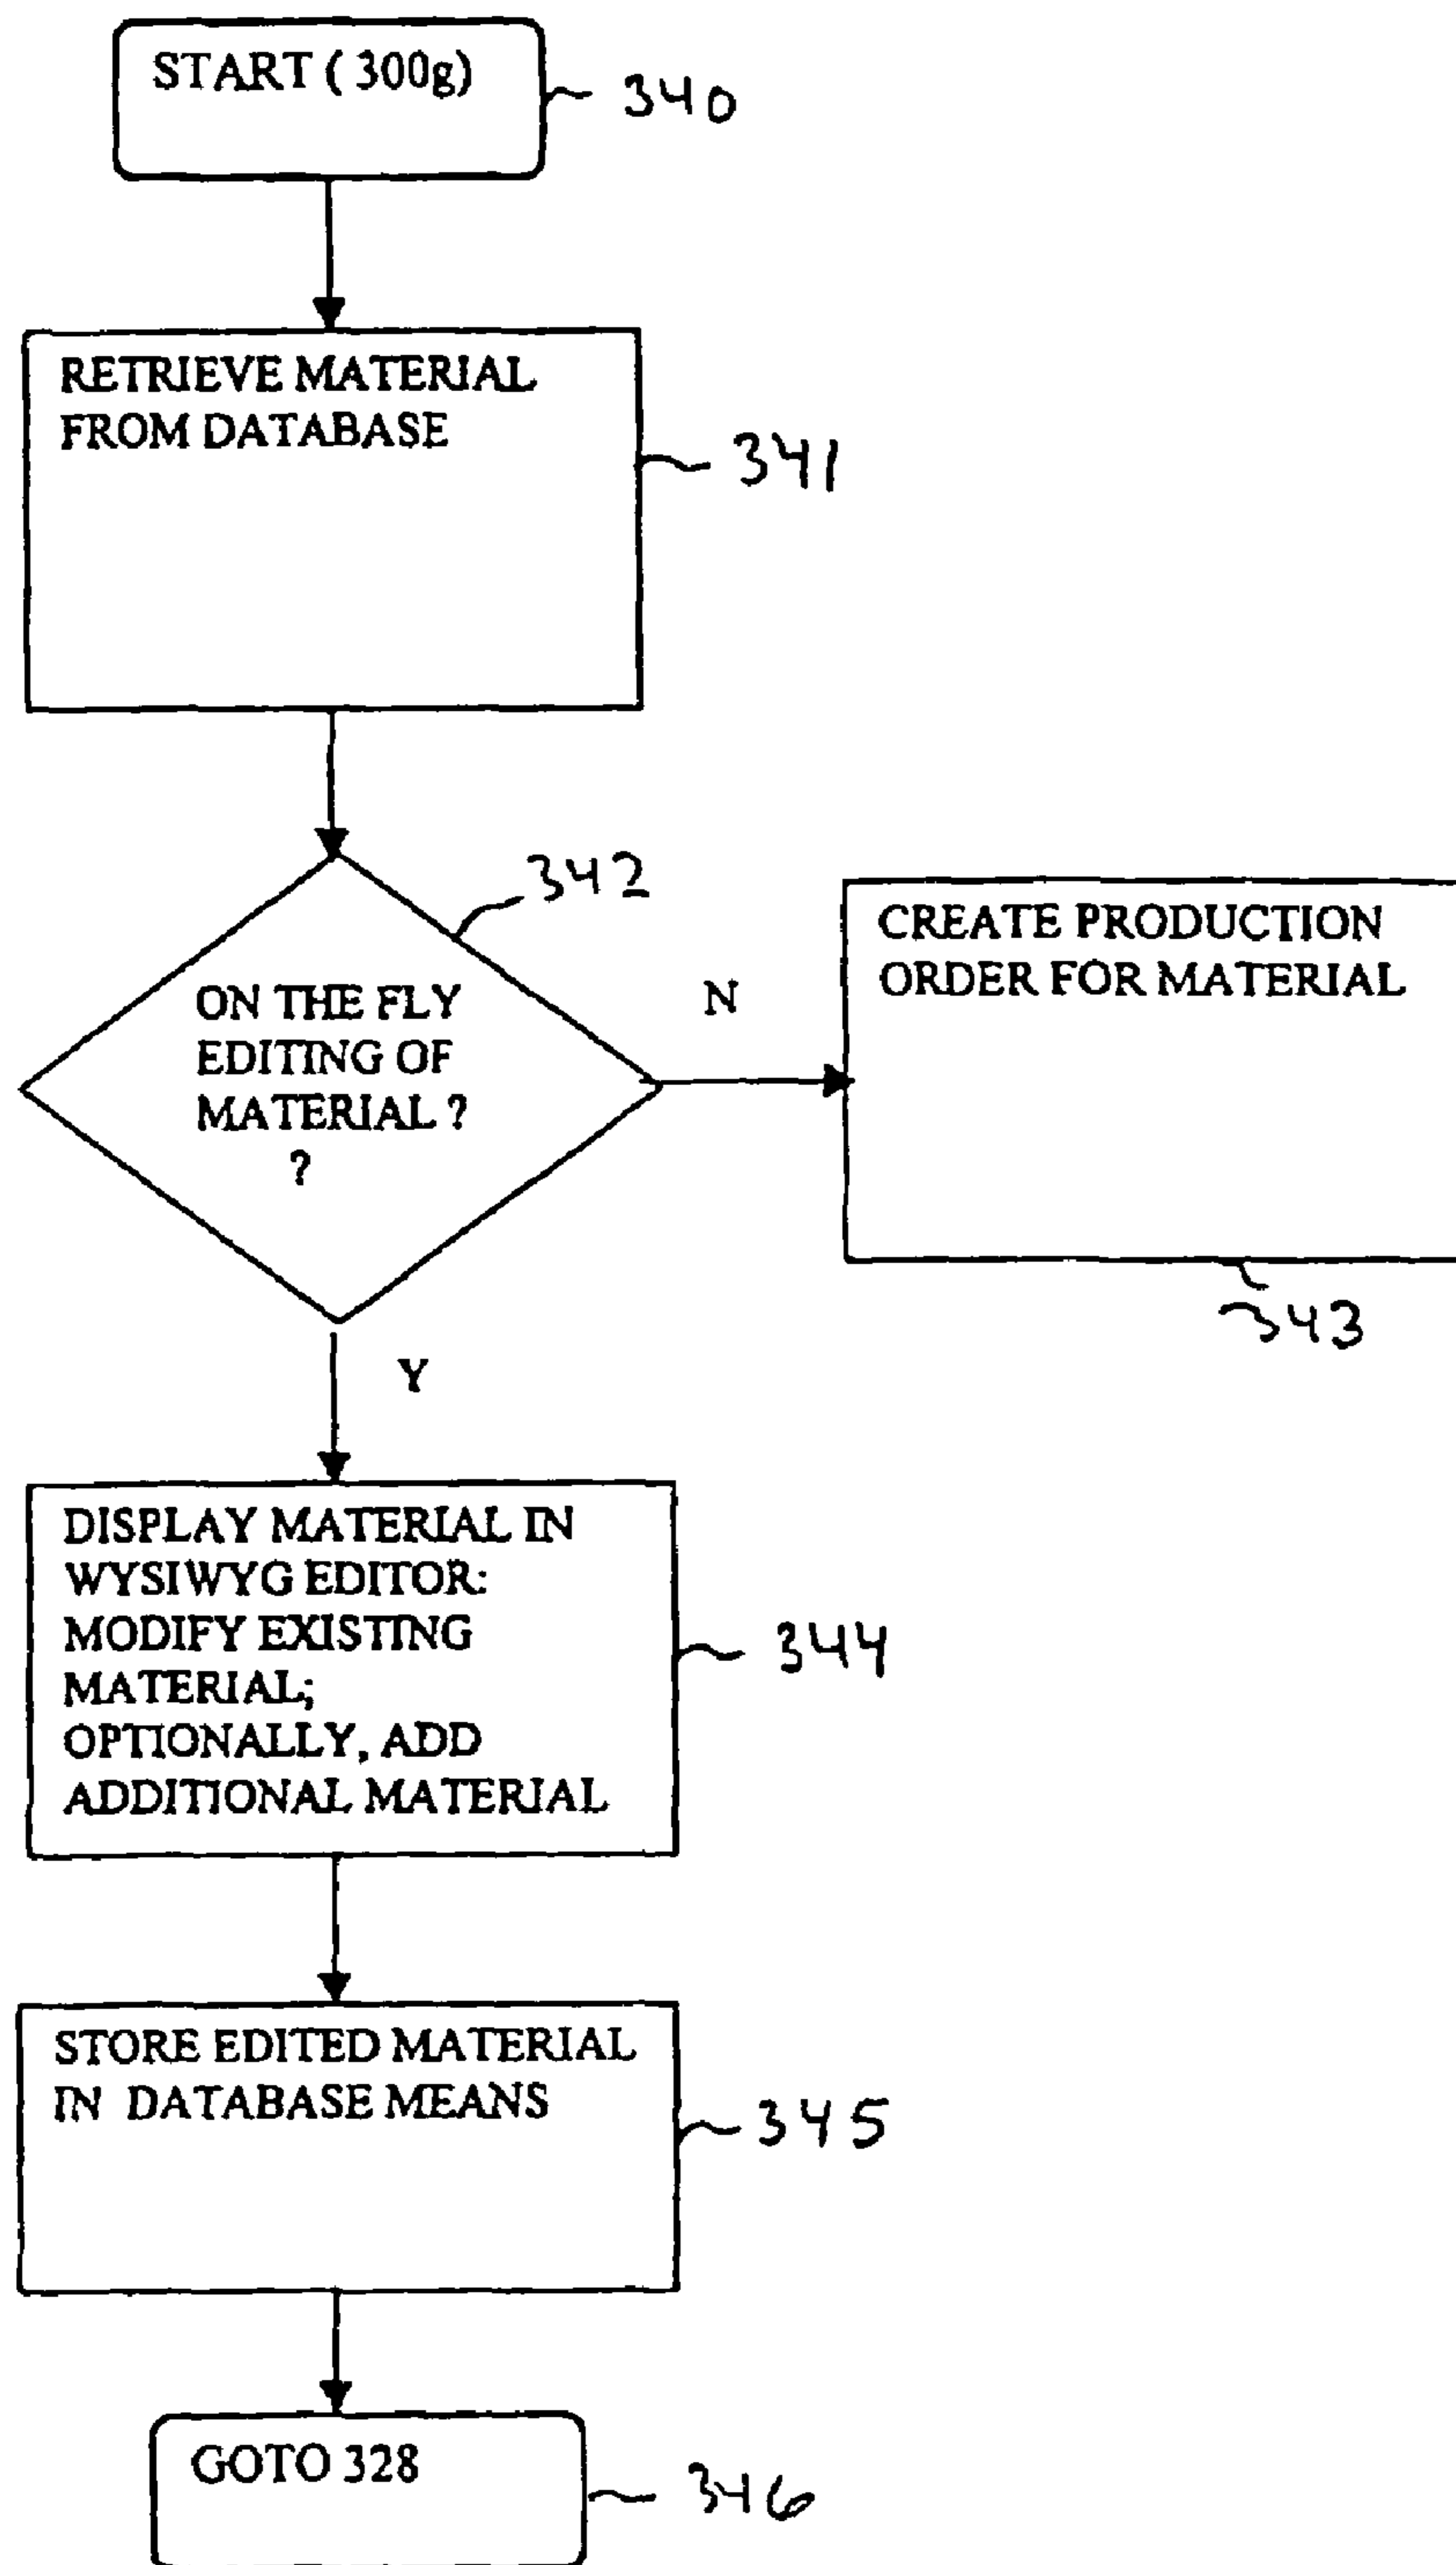 START ( 300g)
340
RETRIEVE MATERIAL
FROM DATABASE
341
342
ON THE FLY
EDITING OF
MATERIAL ?
?
N
CREATE PRODUCTION
ORDER FOR MATERIAL
343
Y
DISPLAY MATERIAL IN
WYSIWYG EDITOR:
MODIFY EXISTING
MATERIAL;
OPTIONALLY, ADD
ADDITIONAL MATERIAL
344
STORE EDITED MATERIAL
IN DATABASE MEANS
345
GOTO 328
346